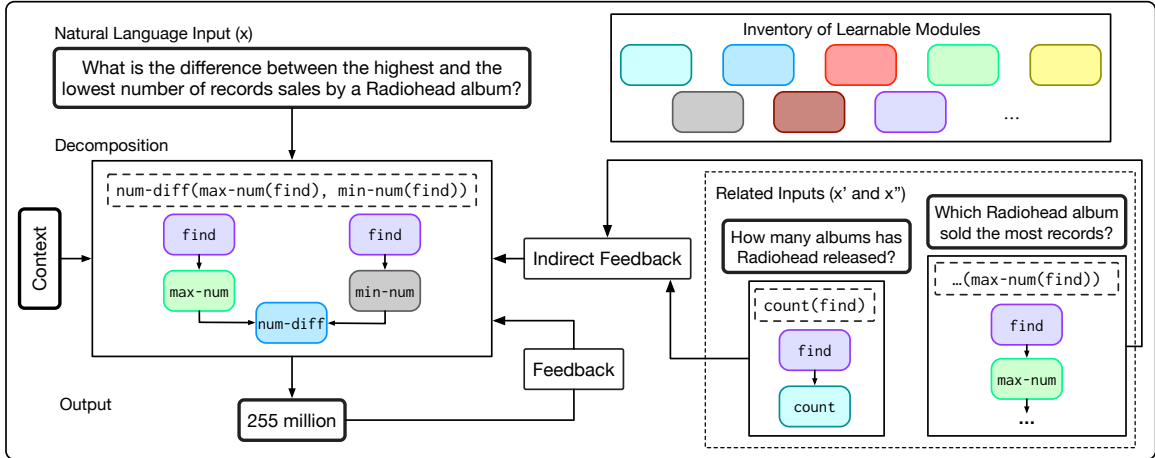 Natural Language Input (x)
What is the difference between the highest and the
lowest number of records sales by a Radiohead album?
Inventory of Learnable Modules
...
Decomposition
num-diff(max-num(find), min-num(find))
find
find
max-num
min-num
num-diff
Context
Indirect Feedback
Feedback
Output
255 million
Related Inputs (x’ and x”)
How many albums has
Radiohead released?
count(find)
find
count
Which Radiohead album
sold the most records?
…(max-num(find))
find
max-num
...